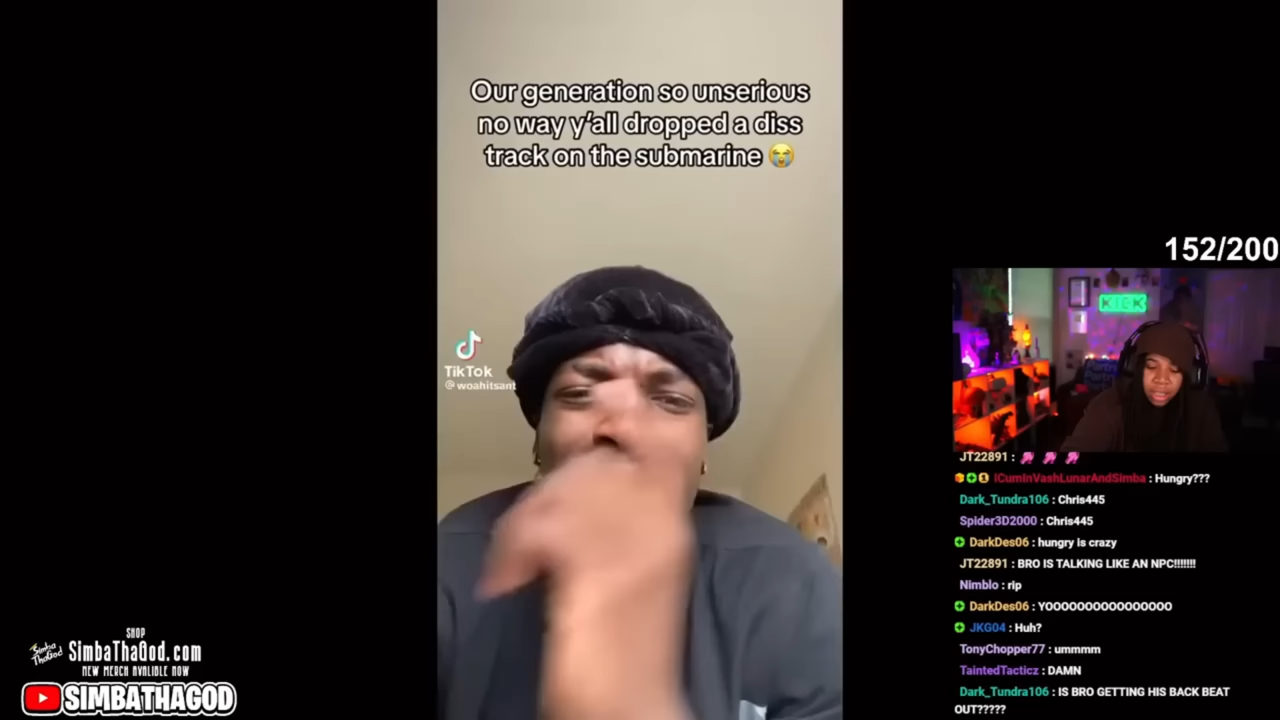 Our generation so unserious
no way y'all dropped a diss
track on the submarine 😭
TikTok
@woahitsant
152/200
KICK
JT22891 :
ICumInVashLunarAndSimba : Hungry???
Dark_Tundra106 : Chris445
Spider3D2000 : Chris445
DarkDes06 : hungry is crazy
JT22891 : BRO IS TALKING LIKE AN NPC!!!!!!!
Nimblo : rip
DarkDes06 : YOOOOOOOOOOOOOOOO
JKG04 : Huh?
TonyChopper77 : ummmm
TaintedTacticz : DAMN
Dark_Tundra106 : IS BRO GETTING HIS BACK BEAT
OUT?????
SHOP
Simba
ThaGod
SimbaThaGod.com
NEW MERCH AVALIBLE NOW
SIMBATHAGOD